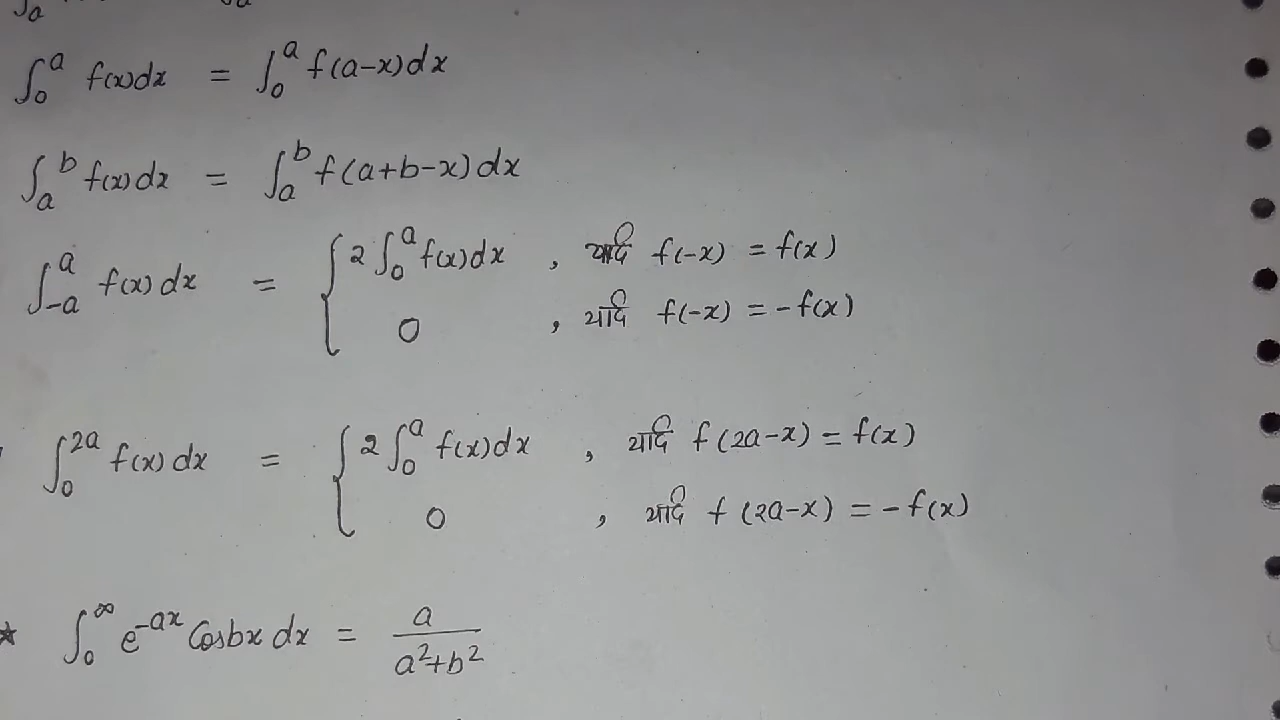 ∫₀ᵃ f(x)dx = ∫₀ᵃ f(a-x)dx
∫ₐᵇ f(x)dx = ∫ₐᵇ f(a+b-x)dx
∫₋ₐᵃ f(x)dx = { 2∫₀ᵃ f(x)dx , यदि f(-x) = f(x)
0 , यदि f(-x) = -f(x)
∫₀²ᵃ f(x)dx = { 2∫₀ᵃ f(x)dx , यदि f(2a-x) = f(x)
0 , यदि f(2a-x) = -f(x)
★ ∫₀^∞ e^-ax Cosbx dx = a/(a²+b²)